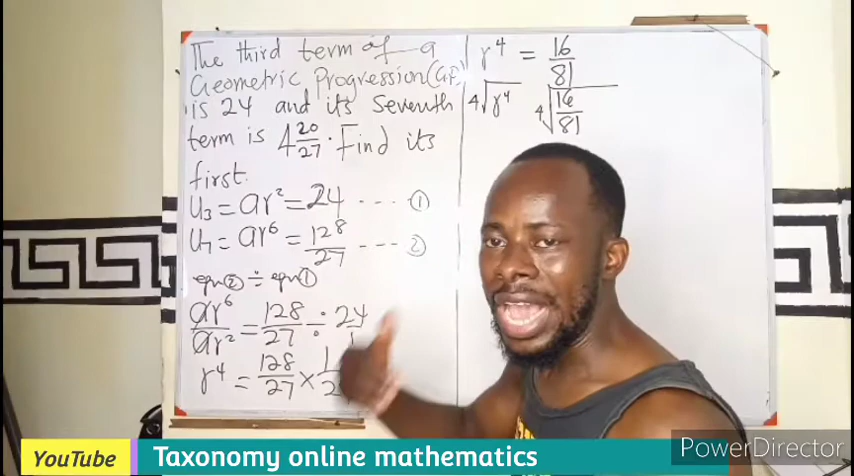 The third term of a
Geometric Progression (GP)
is 24 and its Seventh
term is 4 20/27. Find its
first.
U₃ = ar² = 24 --- ①
U₇ = ar⁶ = 128/27 --- ②
eqn② ÷ eqn①
ar⁶/ar² = 128/27 ÷ 24/1
r⁴ = 128/27 × 1/2
r⁴ = 16/81
⁴√r⁴ ⁴√16/81
YouTube Taxonomy online mathematics
PowerDirector